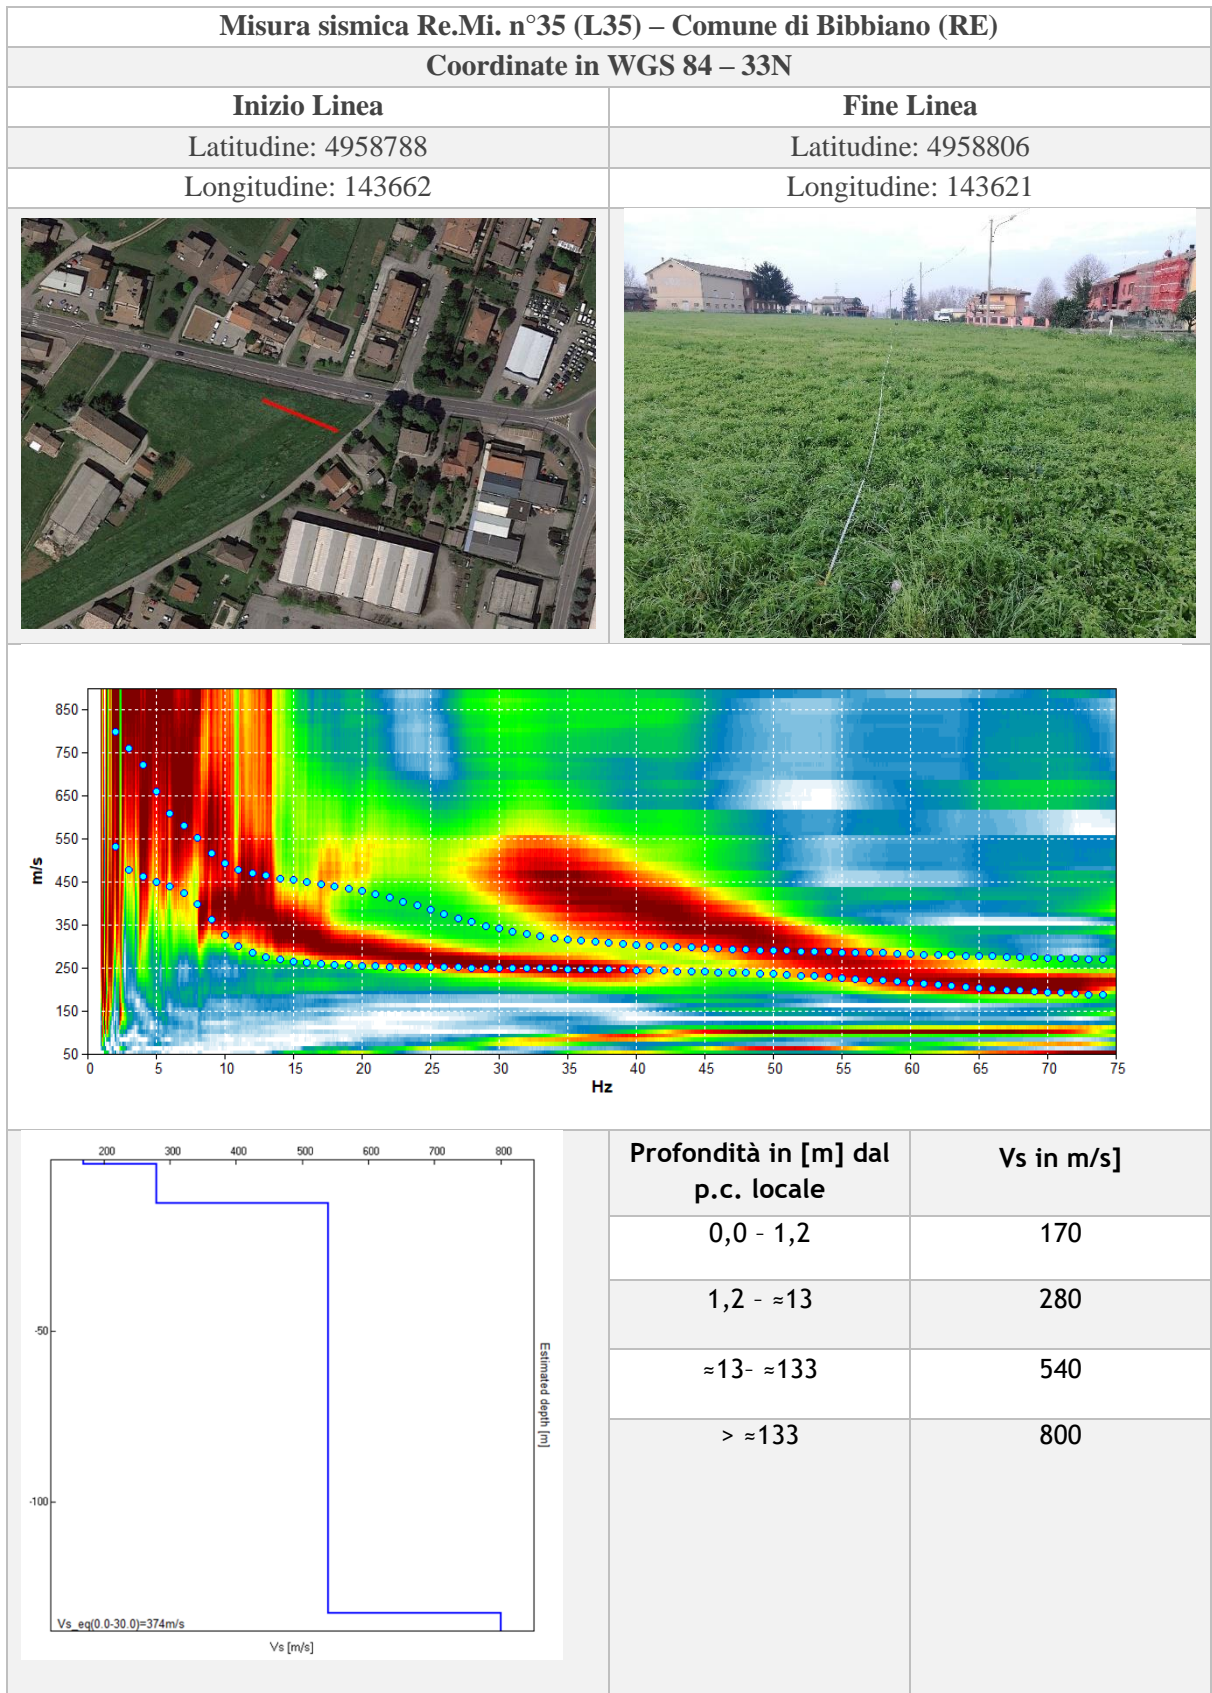 Misura sismica Re.Mi. n°35 (L35) – Comune di Bibbiano (RE)
Coordinate in WGS 84 – 33N
Inizio Linea
Fine Linea
Latitudine: 4958788
Latitudine: 4958806
Longitudine: 143662
Longitudine: 143621
850
750
650
550
450
350
250
150
50
m/s
0 5 10 15 20 25 30 35 40 45 50 55 60 65 70 75
Hz
200 300 400 500 600 700 800
-50
-100
Estimated depth [m]
Vs_eq(0.0-30.0)=374m/s
Vs [m/s]
Profondità in [m] dal
p.c. locale
Vs in m/s]
0,0 – 1,2
170
1,2 – ≈13
280
≈13– ≈133
540
> ≈133
800